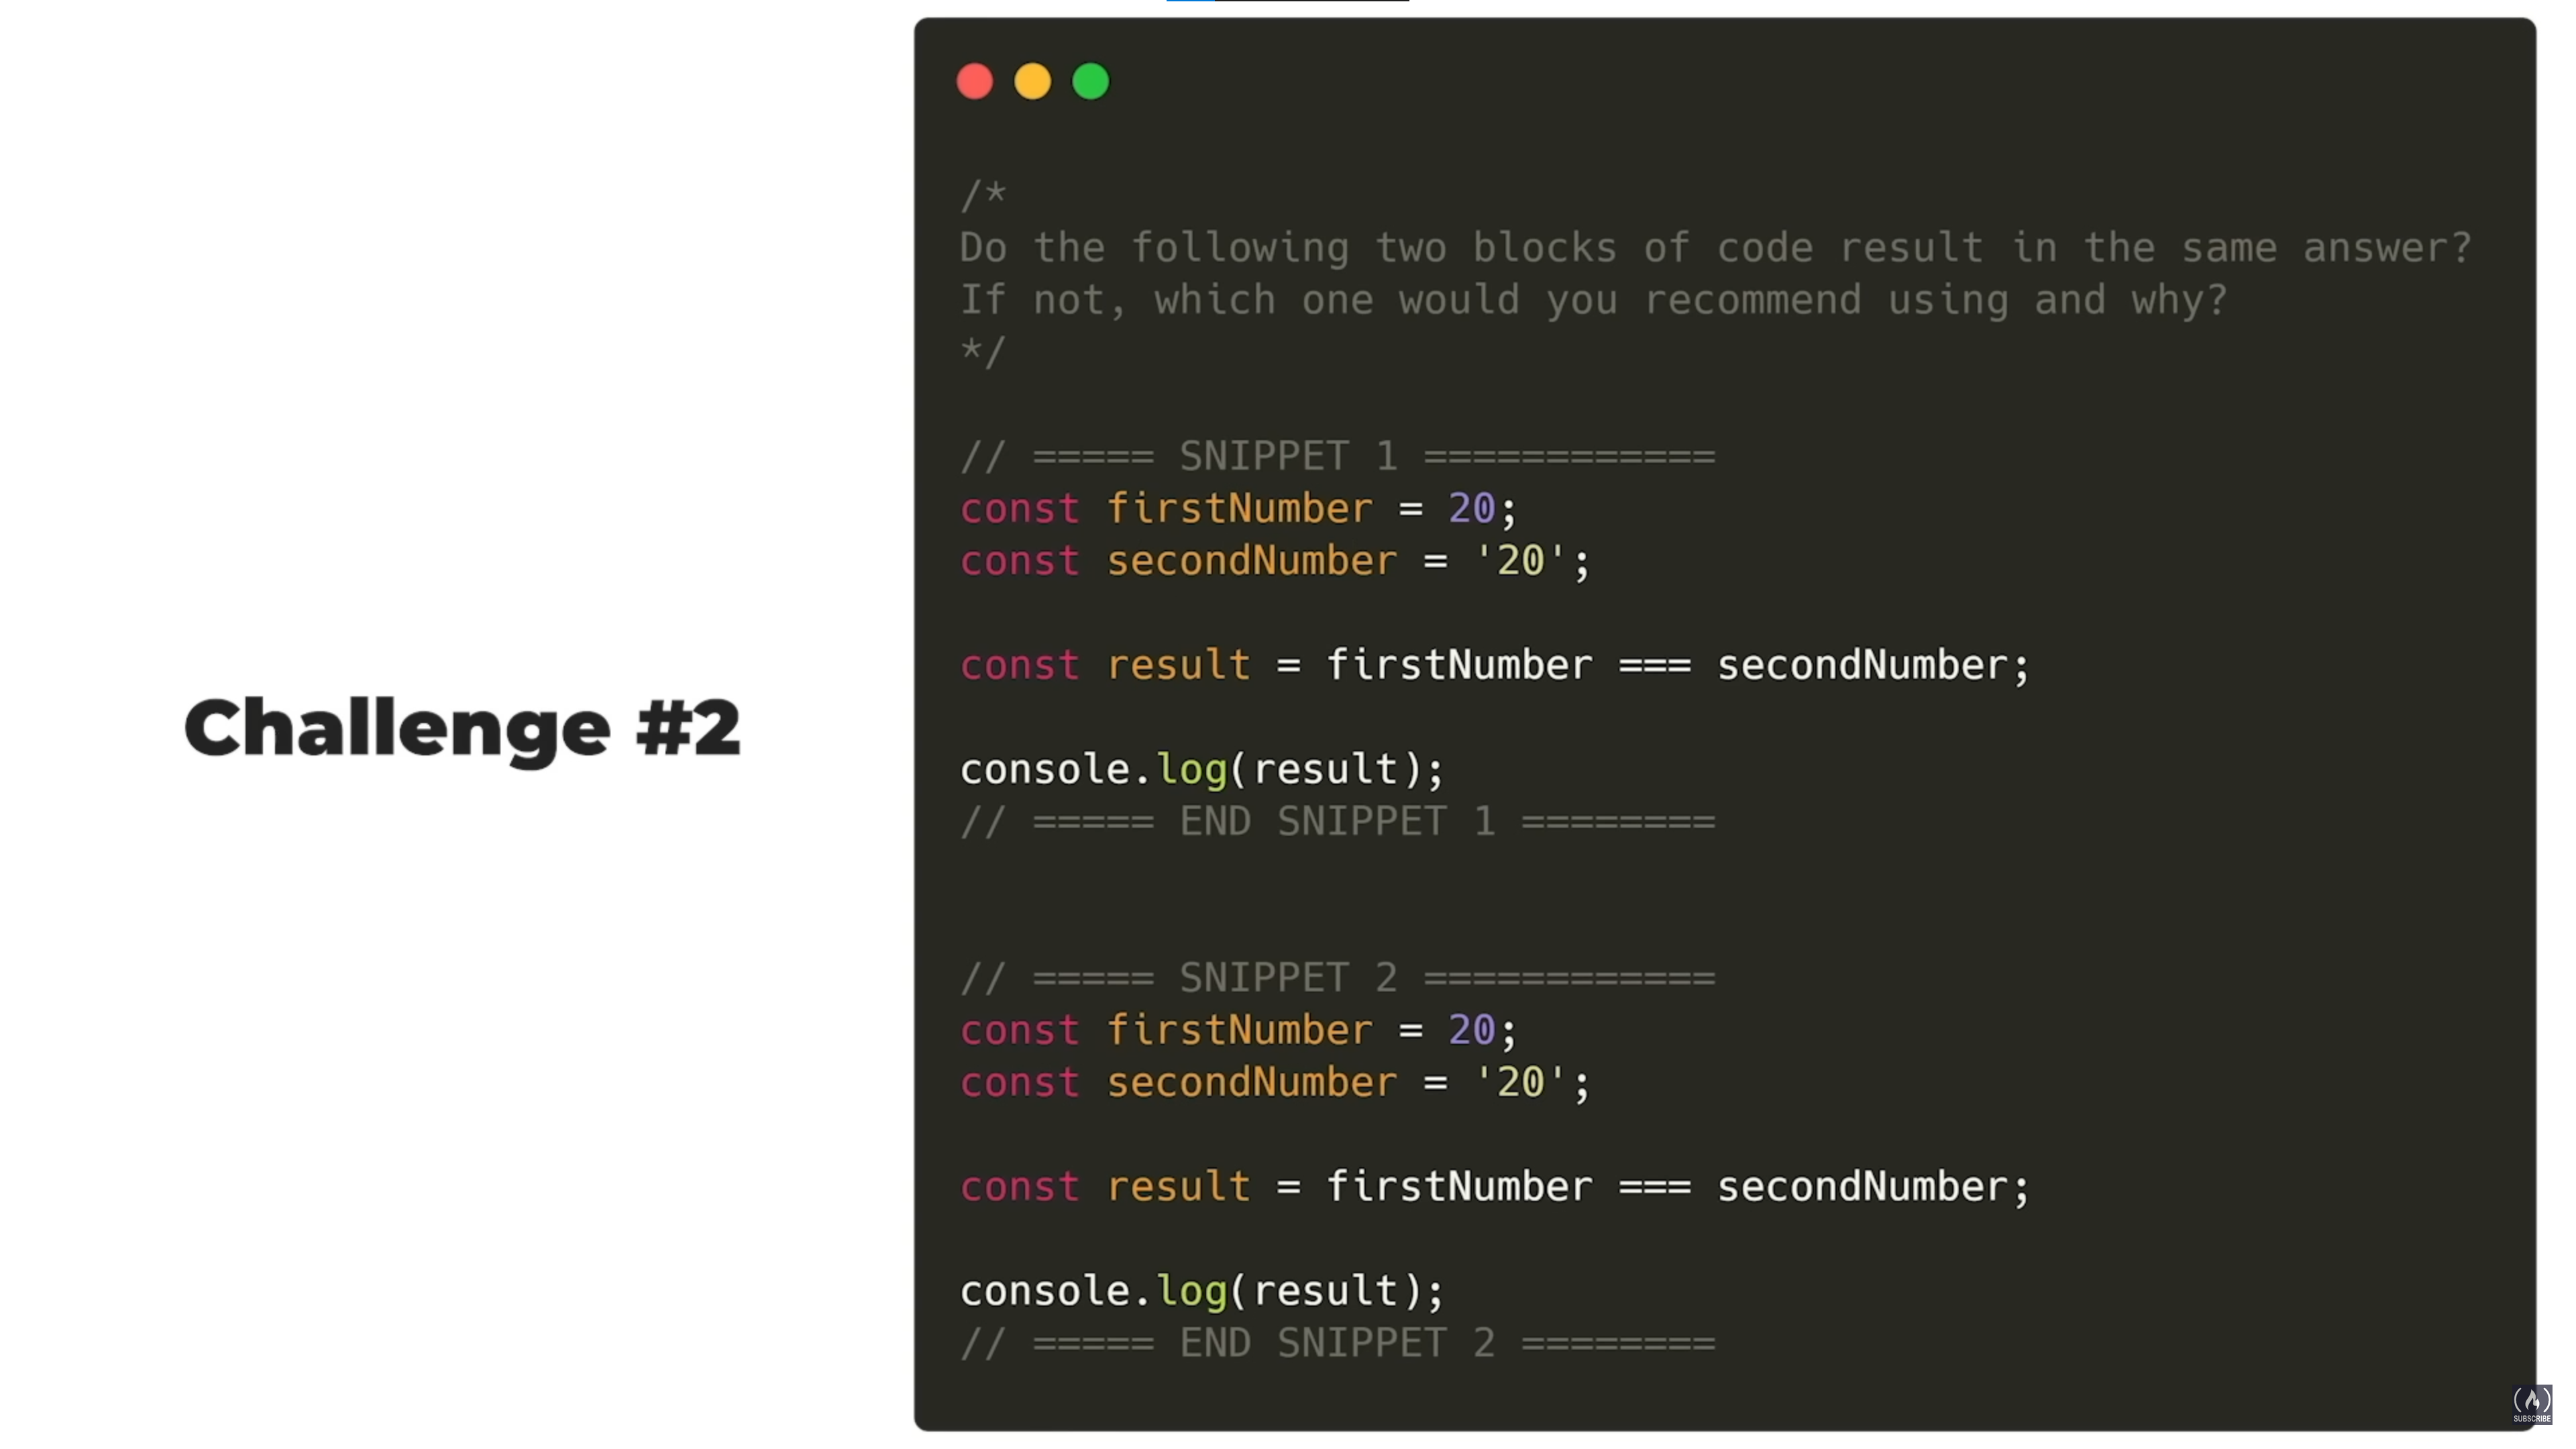 Challenge #2
/*
Do the following two blocks of code result in the same answer?
If not, which one would you recommend using and why?
*/
// ===== SNIPPET 1 ============
const firstNumber = 20;
const secondNumber = '20';
const result = firstNumber === secondNumber;
console.log(result);
// ===== END SNIPPET 1 ========
// ===== SNIPPET 2 ============
const firstNumber = 20;
const secondNumber = '20';
const result = firstNumber === secondNumber;
console.log(result);
// ===== END SNIPPET 2 ========
SUBSCRIBE